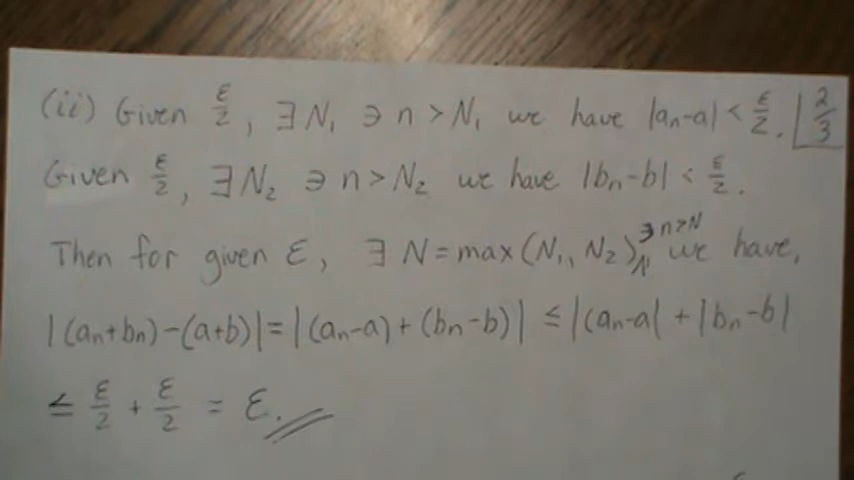 (ii) Given ε/2, ∃ N₁ ∋ n > N₁ we have |aₙ-a| < ε/2. 2/3
Given ε/2, ∃ N₂ ∋ n > N₂ we have |bₙ-b| < ε/2.
Then for given ε, ∃ N = max(N₁, N₂) ∋ n>N we have,
|(aₙ+bₙ)-(a+b)| = |(aₙ-a) + (bₙ-b)| ≤ |(aₙ-a| + |bₙ-b|
≤ ε/2 + ε/2 = ε.